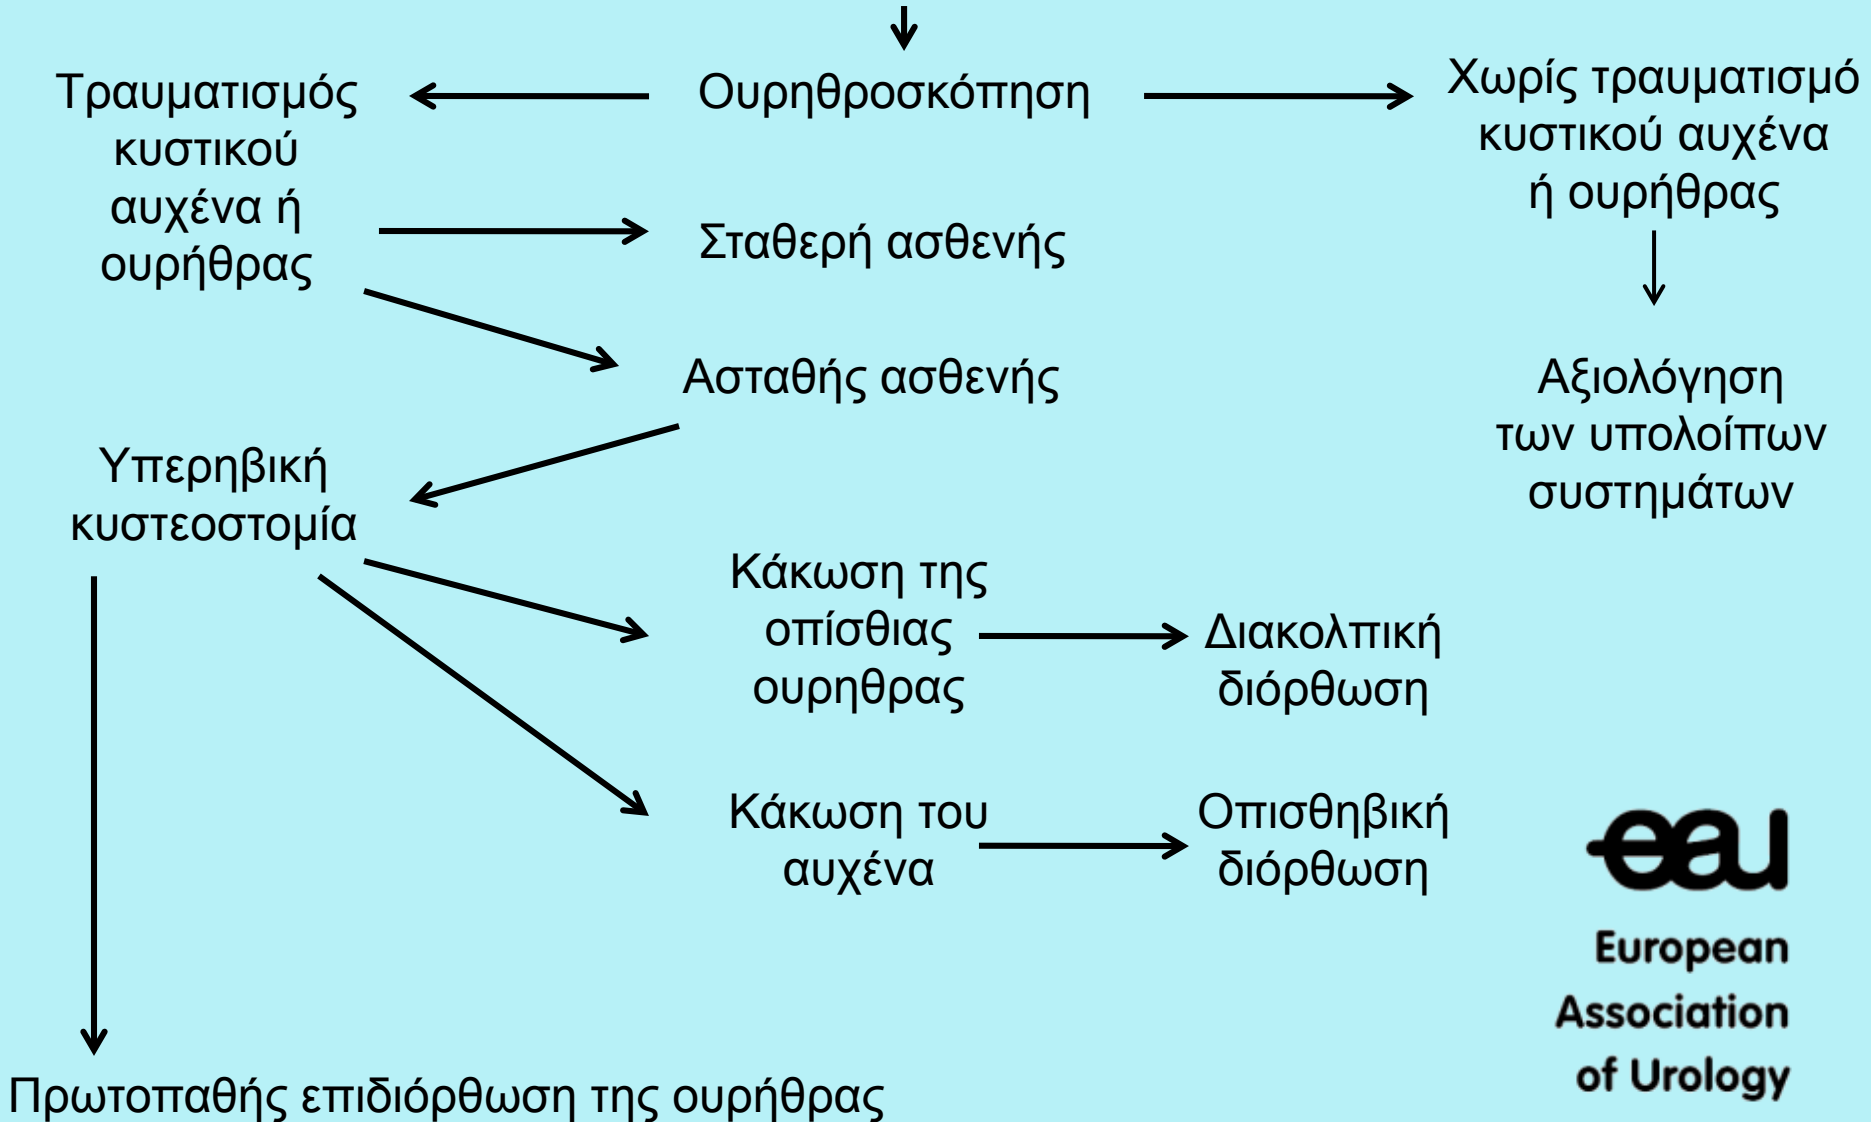 Τραυματισμός
κυστικού
αυχένα ή
ουρήθρας
Ουρηθροσκόπηση
Χωρίς τραυματισμό
κυστικού αυχένα
ή ουρήθρας
Σταθερή ασθενής
Ασταθής ασθενής
Αξιολόγηση
των υπολοίπων
συστημάτων
Υπερηβική
κυστεοστομία
Κάκωση της
οπίσθιας
ουρηθρας
Διακολπική
διόρθωση
Κάκωση του
αυχένα
Οπισθηβική
διόρθωση
eau
European
Association
of Urology
Πρωτοπαθής επιδιόρθωση της ουρήθρας